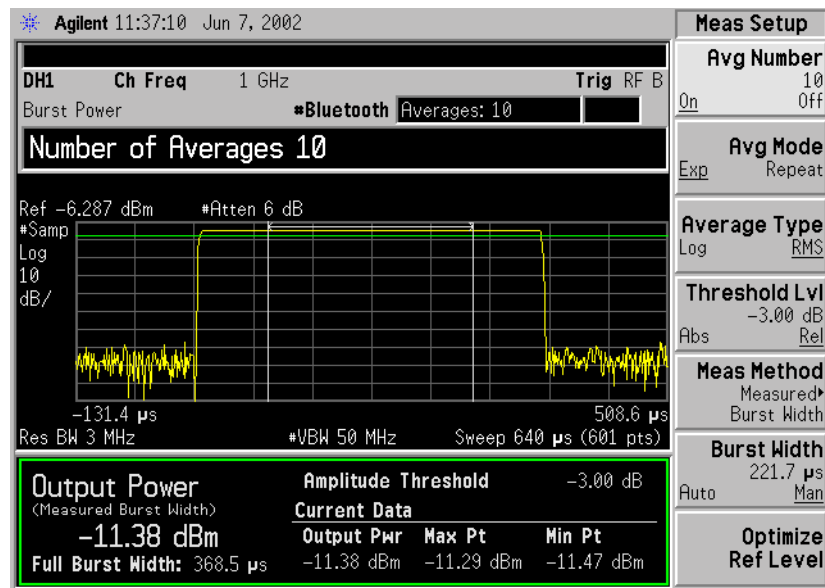 Agilent 11:37:10 Jun 7, 2002
DH1 Ch Freq 1 GHz Trig RF B
Burst Power #Bluetooth Averages: 10
Number of Averages 10
Ref -6.287 dBm #Atten 6 dB
#Samp
Log
10
dB/
-131.4 µs 508.6 µs
Res BW 3 MHz #VBW 50 MHz Sweep 640 µs (601 pts)
Output Power
(Measured Burst Width)
-11.38 dBm
Full Burst Width: 368.5 µs
Amplitude Threshold -3.00 dB
Current Data
Output Pwr Max Pt Min Pt
-11.38 dBm -11.29 dBm -11.47 dBm
Meas Setup
Avg Number
10
On Off
Avg Mode
Exp Repeat
Average Type
Log RMS
Threshold Lvl
-3.00 dB
Abs Rel
Meas Method
Measured▸
Burst Width
Burst Width
221.7 µs
Auto Man
Optimize
Ref Level